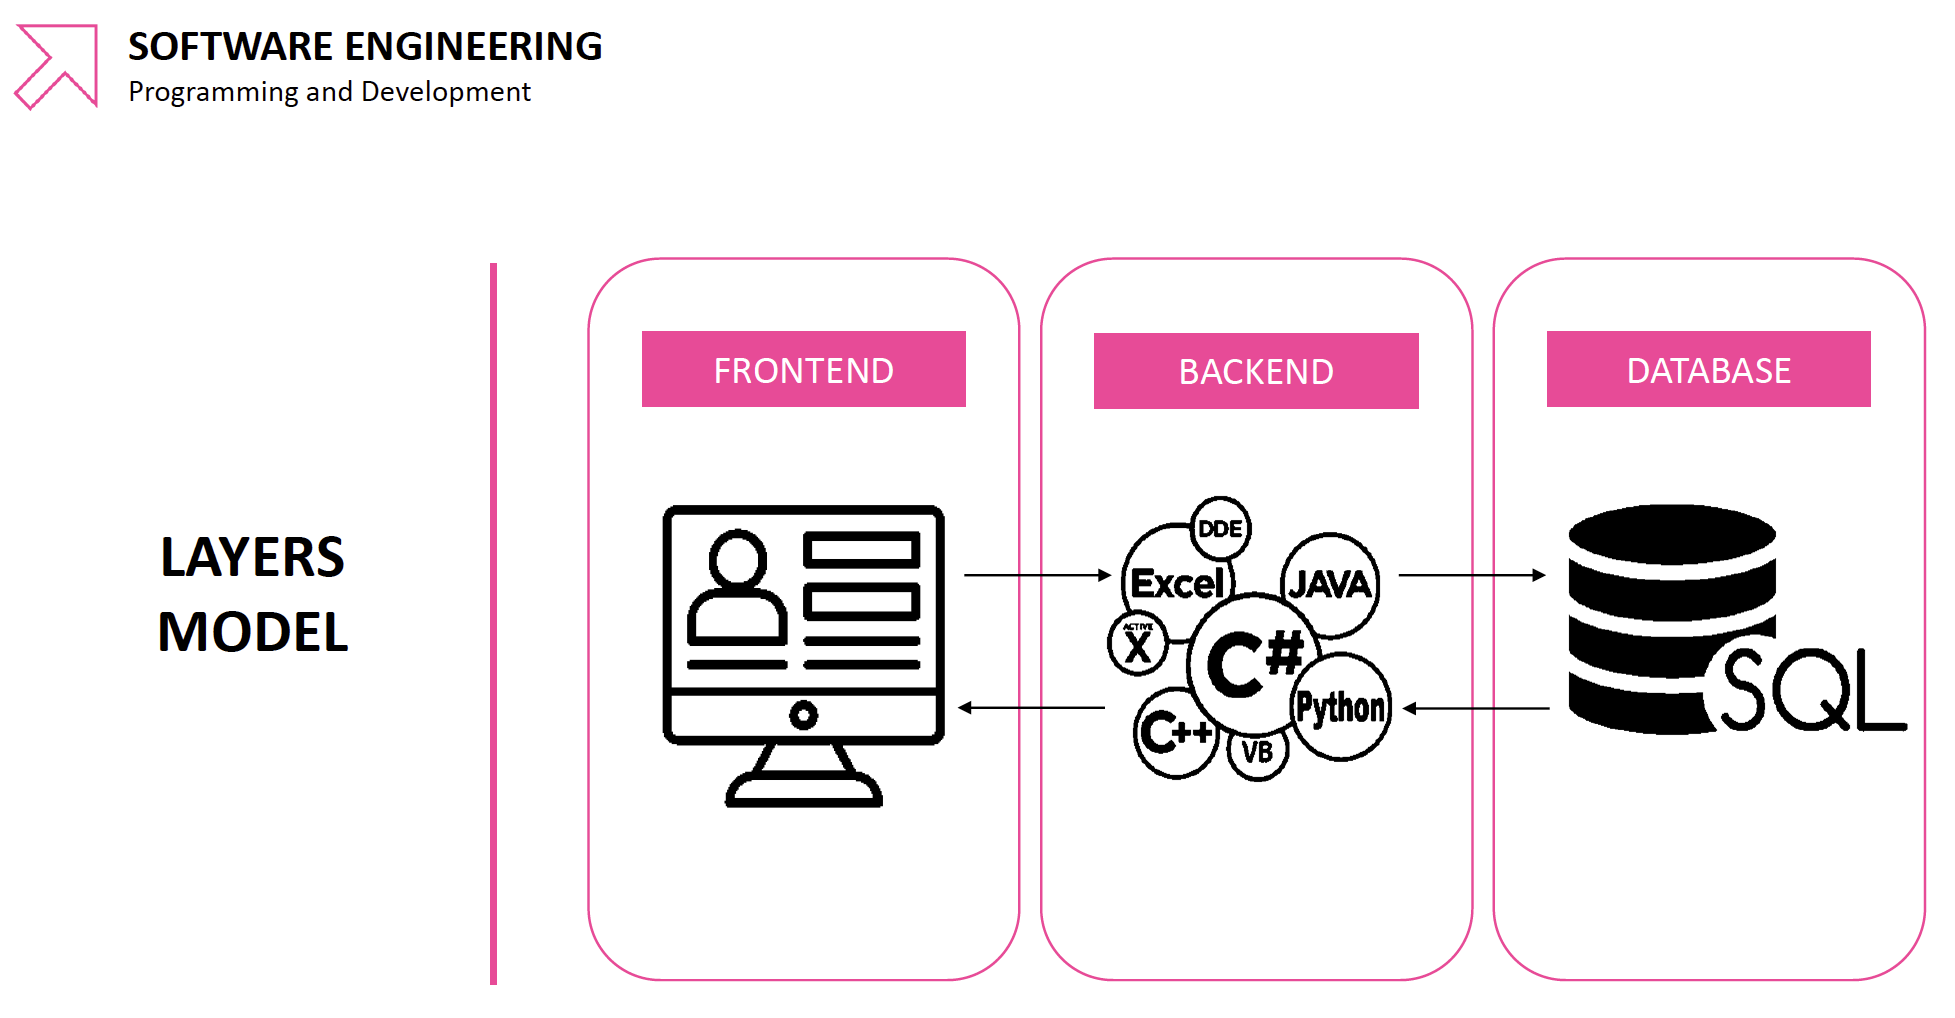 SOFTWARE ENGINEERING
Programming and Development
LAYERS
MODEL
FRONTEND
BACKEND
DDE
Excel
JAVA
ACTIVE
X
C#
Python
C++
VB
DATABASE
SQL